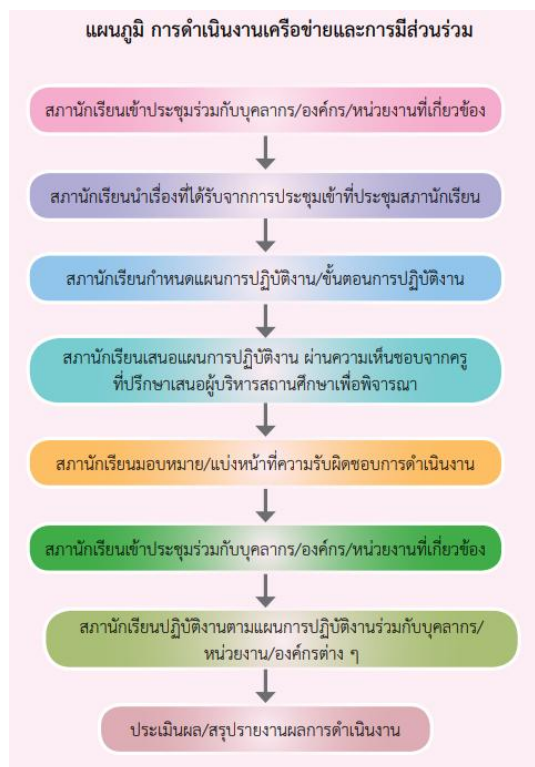 แผนภูมิ การดำเนินงานเครือข่ายและการมีส่วนร่วม
สภานักเรียนเข้าประชุมร่วมกับบุคลากร/องค์กร/หน่วยงานที่เกี่ยวข้อง
สภานักเรียนนำเรื่องที่ได้รับจากการประชุมเข้าที่ประชุมสภานักเรียน
สภานักเรียนกำหนดแผนการปฏิบัติงาน/ขั้นตอนการปฏิบัติงาน
สภานักเรียนเสนอแผนการปฏิบัติงาน ผ่านความเห็นชอบจากครู
ที่ปรึกษาเสนอผู้บริหารสถานศึกษาเพื่อพิจารณา
สภานักเรียนมอบหมาย/แบ่งหน้าที่ความรับผิดชอบการดำเนินงาน
สภานักเรียนเข้าประชุมร่วมกับบุคลากร/องค์กร/หน่วยงานที่เกี่ยวข้อง
สภานักเรียนปฏิบัติงานตามแผนการปฏิบัติงานร่วมกับบุคลากร/
หน่วยงาน/องค์กรต่าง ๆ
ประเมินผล/สรุปรายงานผลการดำเนินงาน